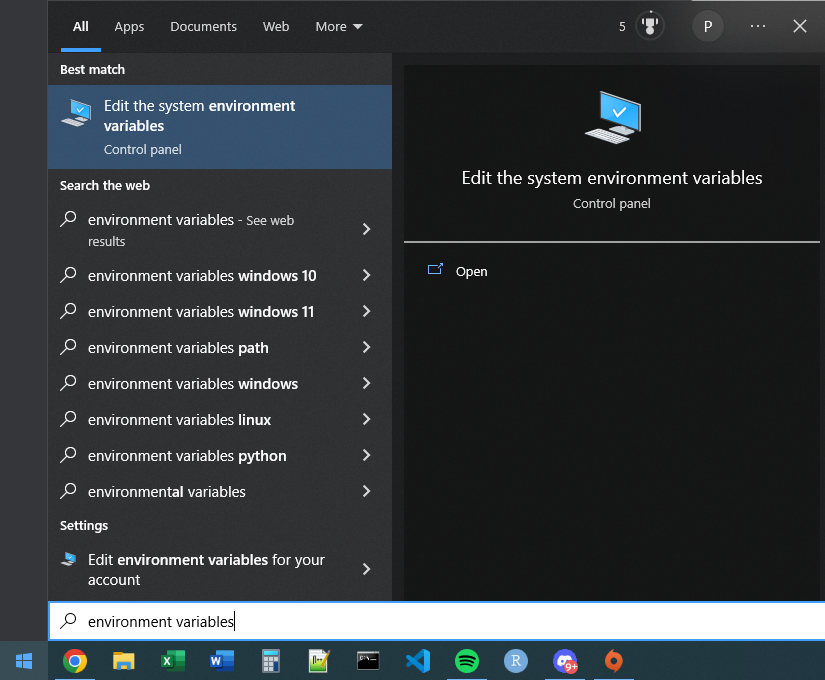 All Apps Documents Web More 5 P ...
Best match
Edit the system environment
variables
Control panel
Search the web
environment variables - See web
results
environment variables windows 10
environment variables windows 11
environment variables path
environment variables windows
environment variables linux
environment variables python
environmental variables
Settings
Edit environment variables for your
account
Edit the system environment variables
Control panel
Open
environment variables
X W R 9+